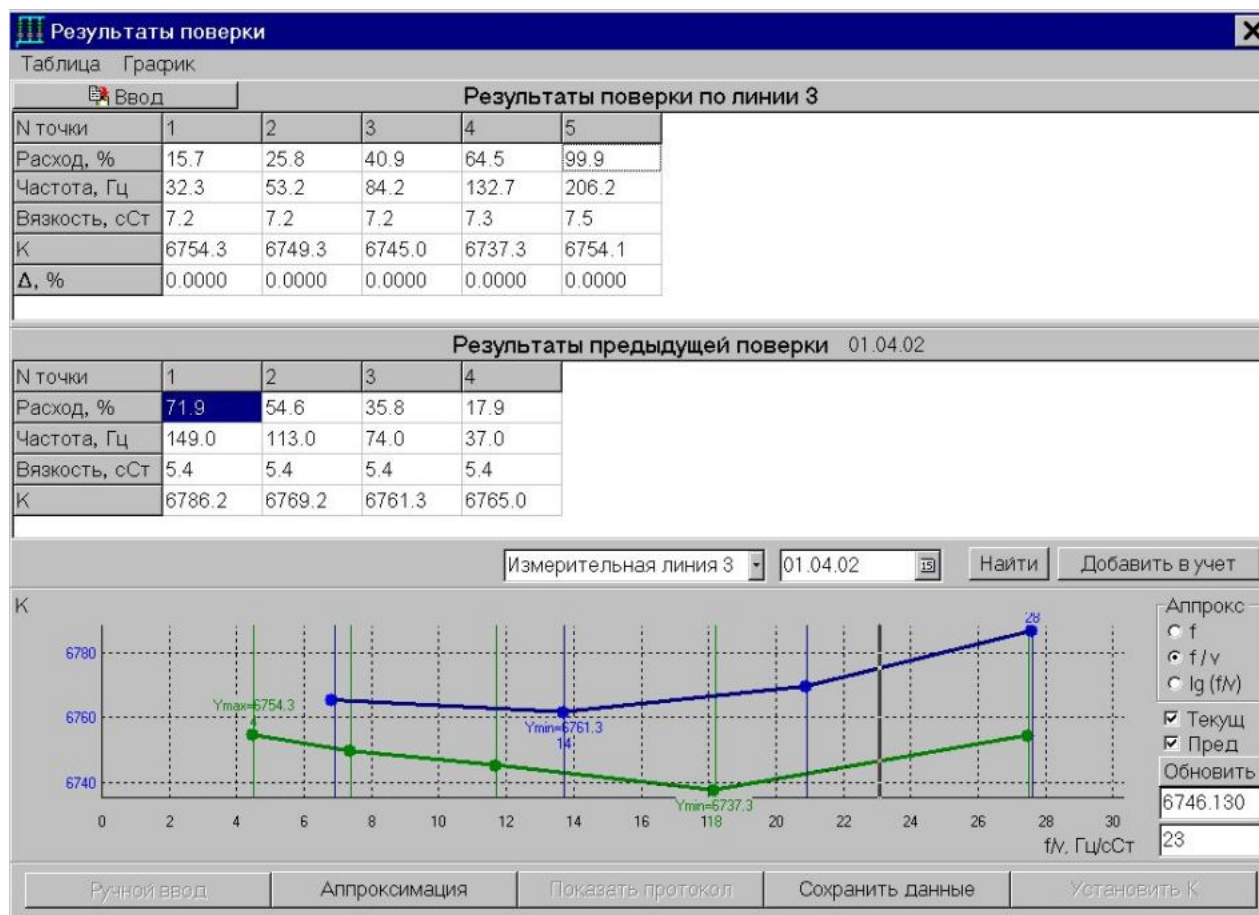 Результаты поверки
Таблица График
Ввод Результаты поверки по линии 3
N точки 1 2 3 4 5
Расход, % 15.7 25.8 40.9 64.5 99.9
Частота, Гц 32.3 53.2 84.2 132.7 206.2
Вязкость, сСт 7.2 7.2 7.2 7.3 7.5
K 6754.3 6749.3 6745.0 6737.3 6754.1
Δ, % 0.0000 0.0000 0.0000 0.0000 0.0000
Результаты предыдущей поверки 01.04.02
N точки 1 2 3 4
Расход, % 71.9 54.6 35.8 17.9
Частота, Гц 149.0 113.0 74.0 37.0
Вязкость, сСт 5.4 5.4 5.4 5.4
K 6786.2 6769.2 6761.3 6765.0
Измерительная линия 3 01.04.02 15 Найти Добавить в учет
K
28
6780
Ymax=6754.3
4
6760
Ymin=6761.3
14
6740
Ymin=6737.3
0 2 4 6 8 10 12 14 16 118 20 22 24 26 28 30
f/v, Гц/сСт
Аппрокс
f
f / v
lg (f/v)
Текущ
Пред
Обновить
6746.130
23
Ручной ввод Аппроксимация Показать протокол Сохранить данные Установить K